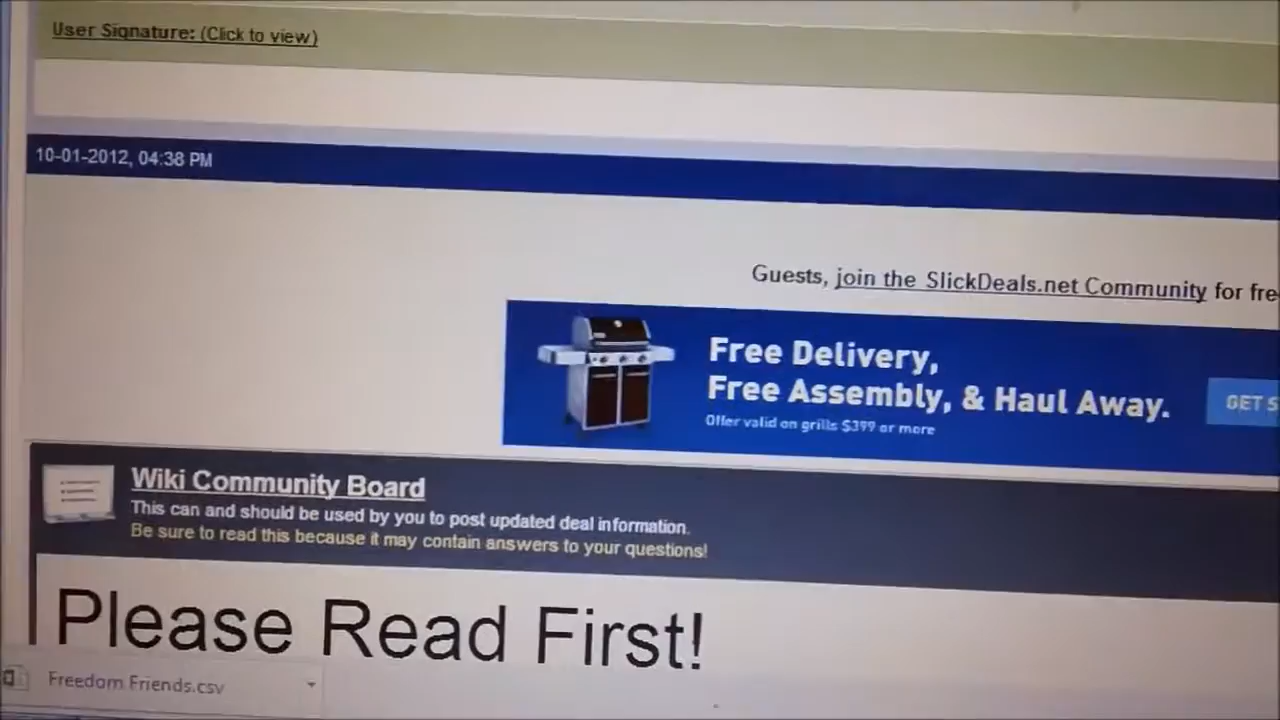 User Signature: (Click to view)
10-01-2012, 04:38 PM
Guests, join the SlickDeals.net Community for fre
Free Delivery,
Free Assembly, & Haul Away.
Offer valid on grills $399 or more
GET S
Wiki Community Board
This can and should be used by you to post updated deal information.
Be sure to read this because it may contain answers to your questions!
Please Read First!
Freedom Friends.csv